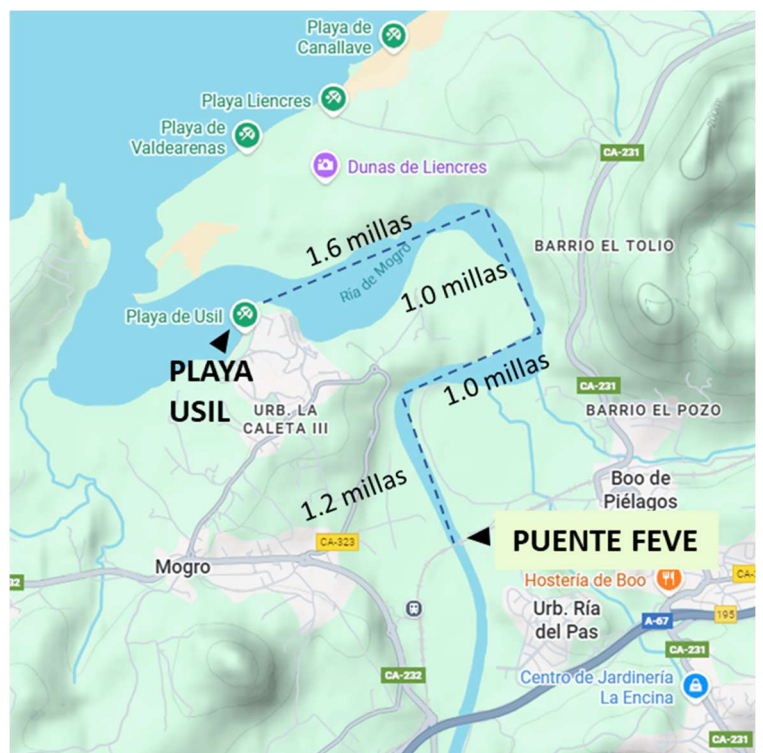 Playa de
Canallave
Playa Liencres
Playa de
Valdearenas
CA-231
Dunas de Liencres
1.6 millas
BARRIO EL TOLIO
Ría de Mogro
1.0 millas
Playa de Usil
PLAYA
USIL
1.0 millas
CA-231
URB. LA
CALETA III
BARRIO EL POZO
1.2 millas
Boo de
Piélagos
PUENTE FEVE
CA-323
Mogro
Hostería de Boo
CA-
Urb. Ría
del Pas
A-67
195
CA-231
CA-232
Centro de Jardinería
La Encina
CA-231